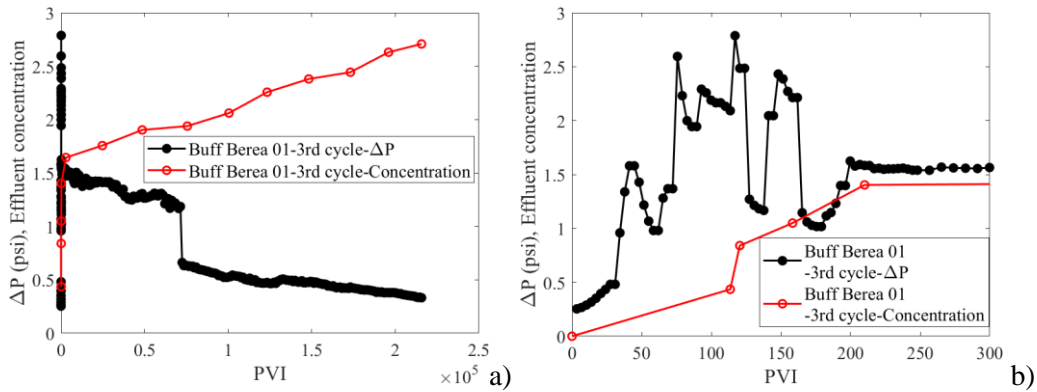 ΔP (psi), Effluent concentration
3
2.5
2
1.5
1
0.5
0
Buff Berea 01-3rd cycle-ΔP
Buff Berea 01-3rd cycle-Concentration
0 0.5 1 1.5 2 2.5
PVI
×10⁵
a)
ΔP (psi), Effluent concentration
3
2.5
2
1.5
1
0.5
0
Buff Berea 01
-3rd cycle-ΔP
Buff Berea 01
-3rd cycle-Concentration
0 50 100 150 200 250 300
PVI
b)